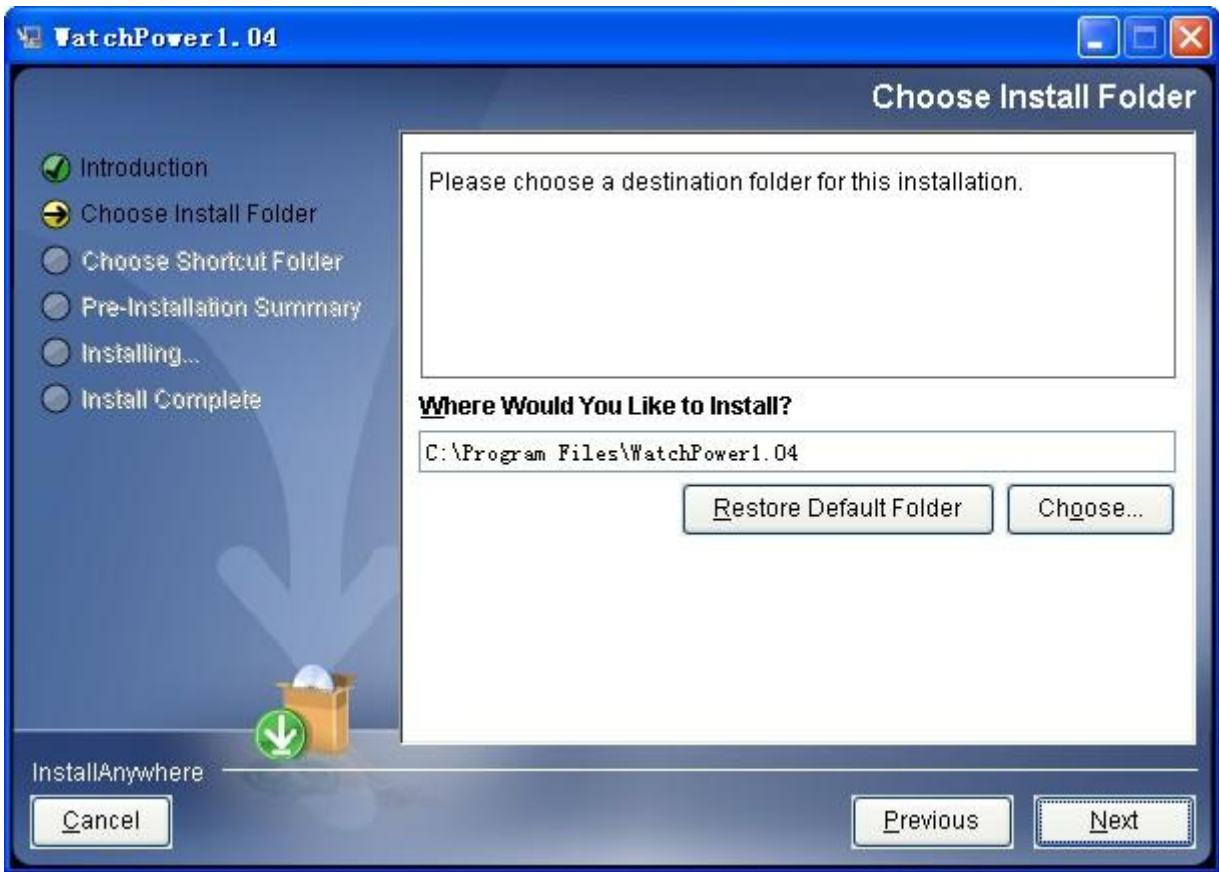 WatchPower1.04
Choose Install Folder
Introduction
Choose Install Folder
Choose Shortcut Folder
Pre-Installation Summary
Installing...
Install Complete
Please choose a destination folder for this installation.
Where Would You Like to Install?
C:\Program Files\WatchPower1.04
Restore Default Folder
Choose...
InstallAnywhere
Cancel
Previous
Next